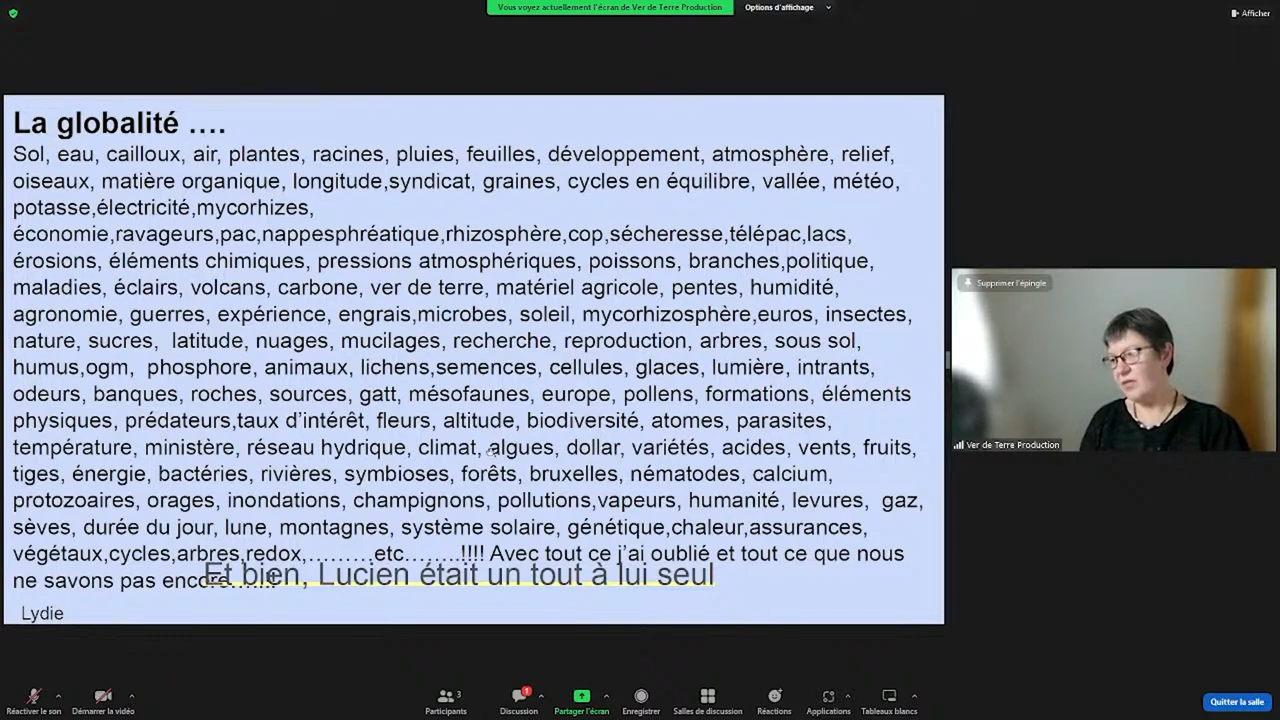 Vous voyez actuellement l'écran de Ver de Terre Production
Options d'affichage
Afficher
La globalité ....
Sol, eau, cailloux, air, plantes, racines, pluies, feuilles, développement, atmosphère, relief,
oiseaux, matière organique, longitude,syndicat, graines, cycles en équilibre, vallée, météo,
potasse,électricité,mycorhizes,
économie,ravageurs,pac,nappesphréatique,rhizosphère,cop,sécheresse,télépac,lacs,
érosions, éléments chimiques, pressions atmosphériques, poissons, branches,politique,
maladies, éclairs, volcans, carbone, ver de terre, matériel agricole, pentes, humidité,
agronomie, guerres, expérience, engrais,microbes, soleil, mycorhizosphère,euros, insectes,
nature, sucres,  latitude, nuages, mucilages, recherche, reproduction, arbres, sous sol,
humus,ogm,  phosphore, animaux, lichens,semences, cellules, glaces, lumière, intrants,
odeurs, banques, roches, sources, gatt, mésofaunes, europe, pollens, formations, éléments
physiques, prédateurs,taux d'intérêt, fleurs, altitude, biodiversité, atomes, parasites,
température, ministère, réseau hydrique, climat, algues, dollar, variétés, acides, vents, fruits,
tiges, énergie, bactéries, rivières, symbioses, forêts, bruxelles, nématodes, calcium,
protozoaires, orages, inondations, champignons, pollutions,vapeurs, humanité, levures,  gaz,
sèves, durée du jour, lune, montagnes, système solaire, génétique,chaleur,assurances,
végétaux,cycles,arbres,redox,………etc……..!!!! Avec tout ce j'ai oublié et tout ce que nous
ne savons pas encore…..!!!
Et bien, Lucien était un tout à lui seul
Lydie
Supprimer l'épingle
Ver de Terre Production
Réactiver le son
Démarrer la vidéo
3
Participants
1
Discussion
Partager l'écran
Enregistrer
Salles de discussion
Réactions
Applications
Tableaux blancs
Quitter la salle